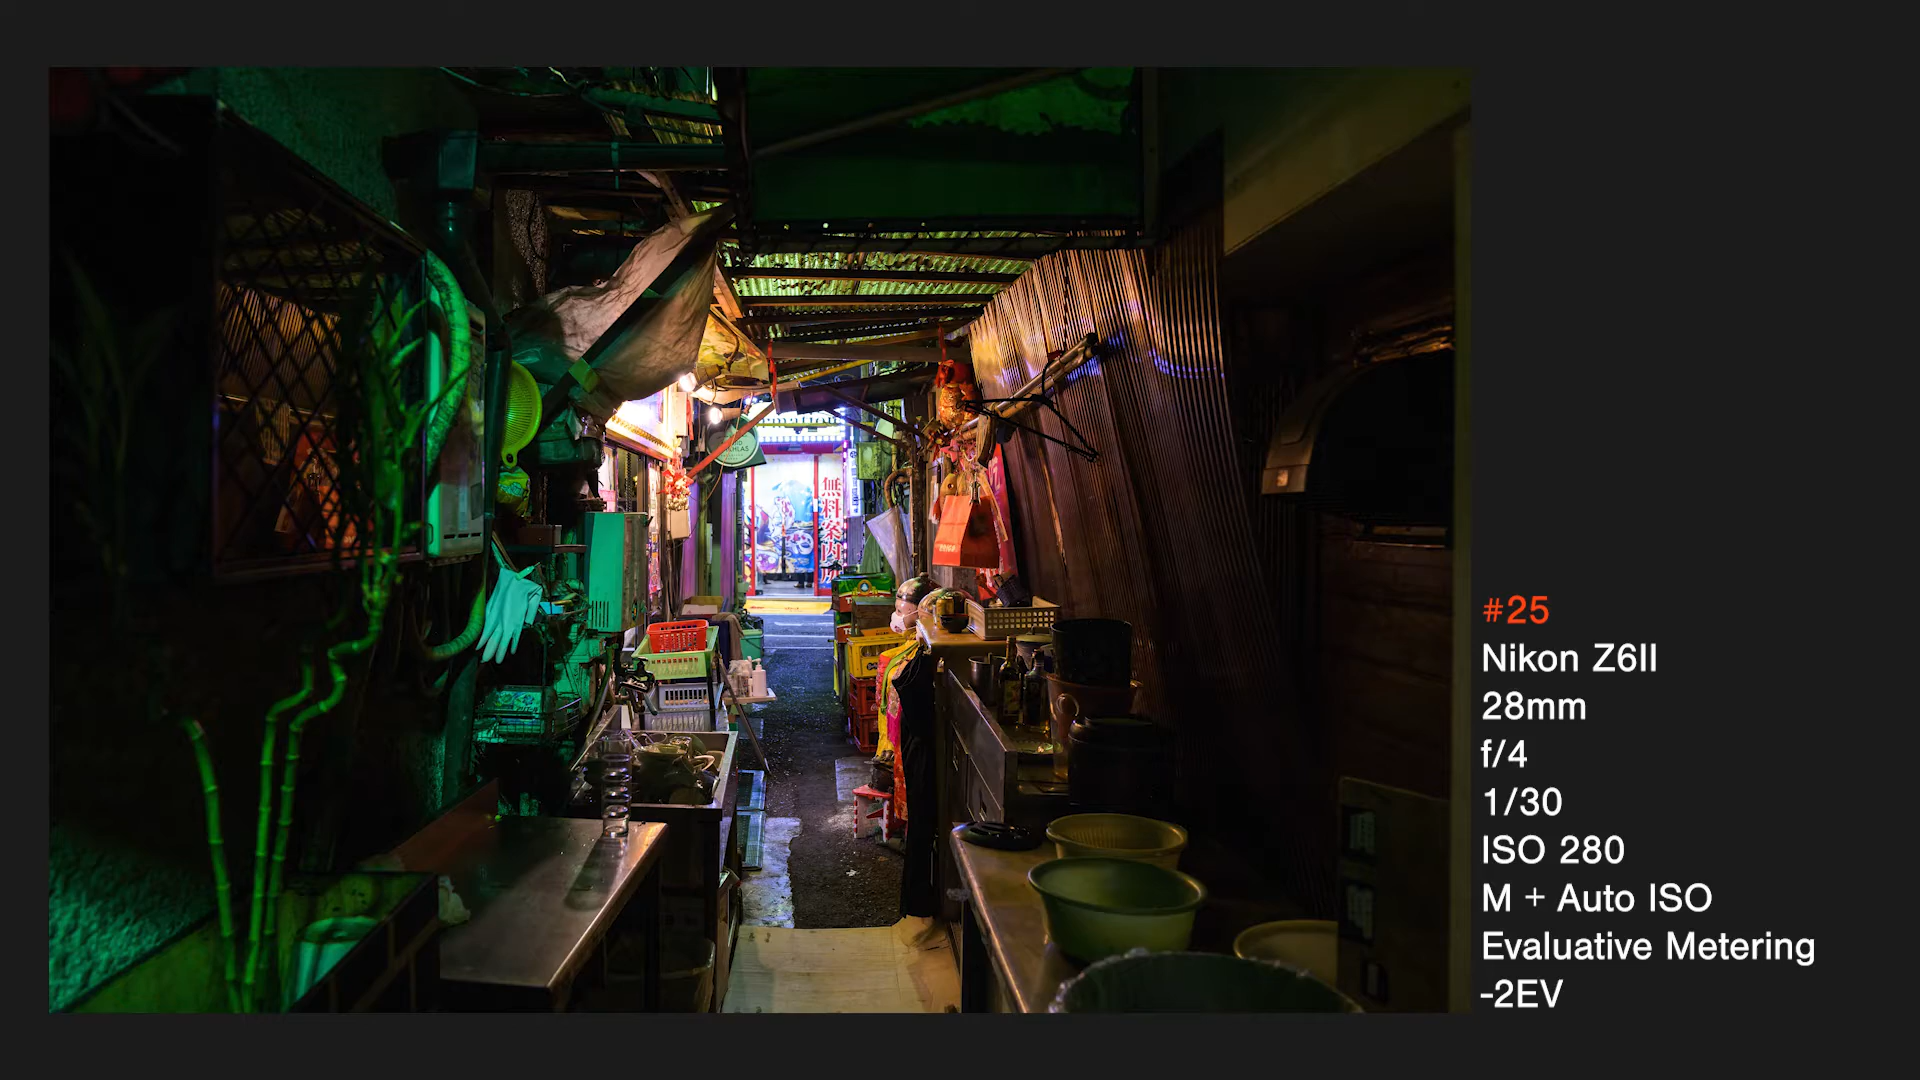 無料案内所
#25
Nikon Z6II
28mm
f/4
1/30
ISO 280
M + Auto ISO
Evaluative Metering
-2EV